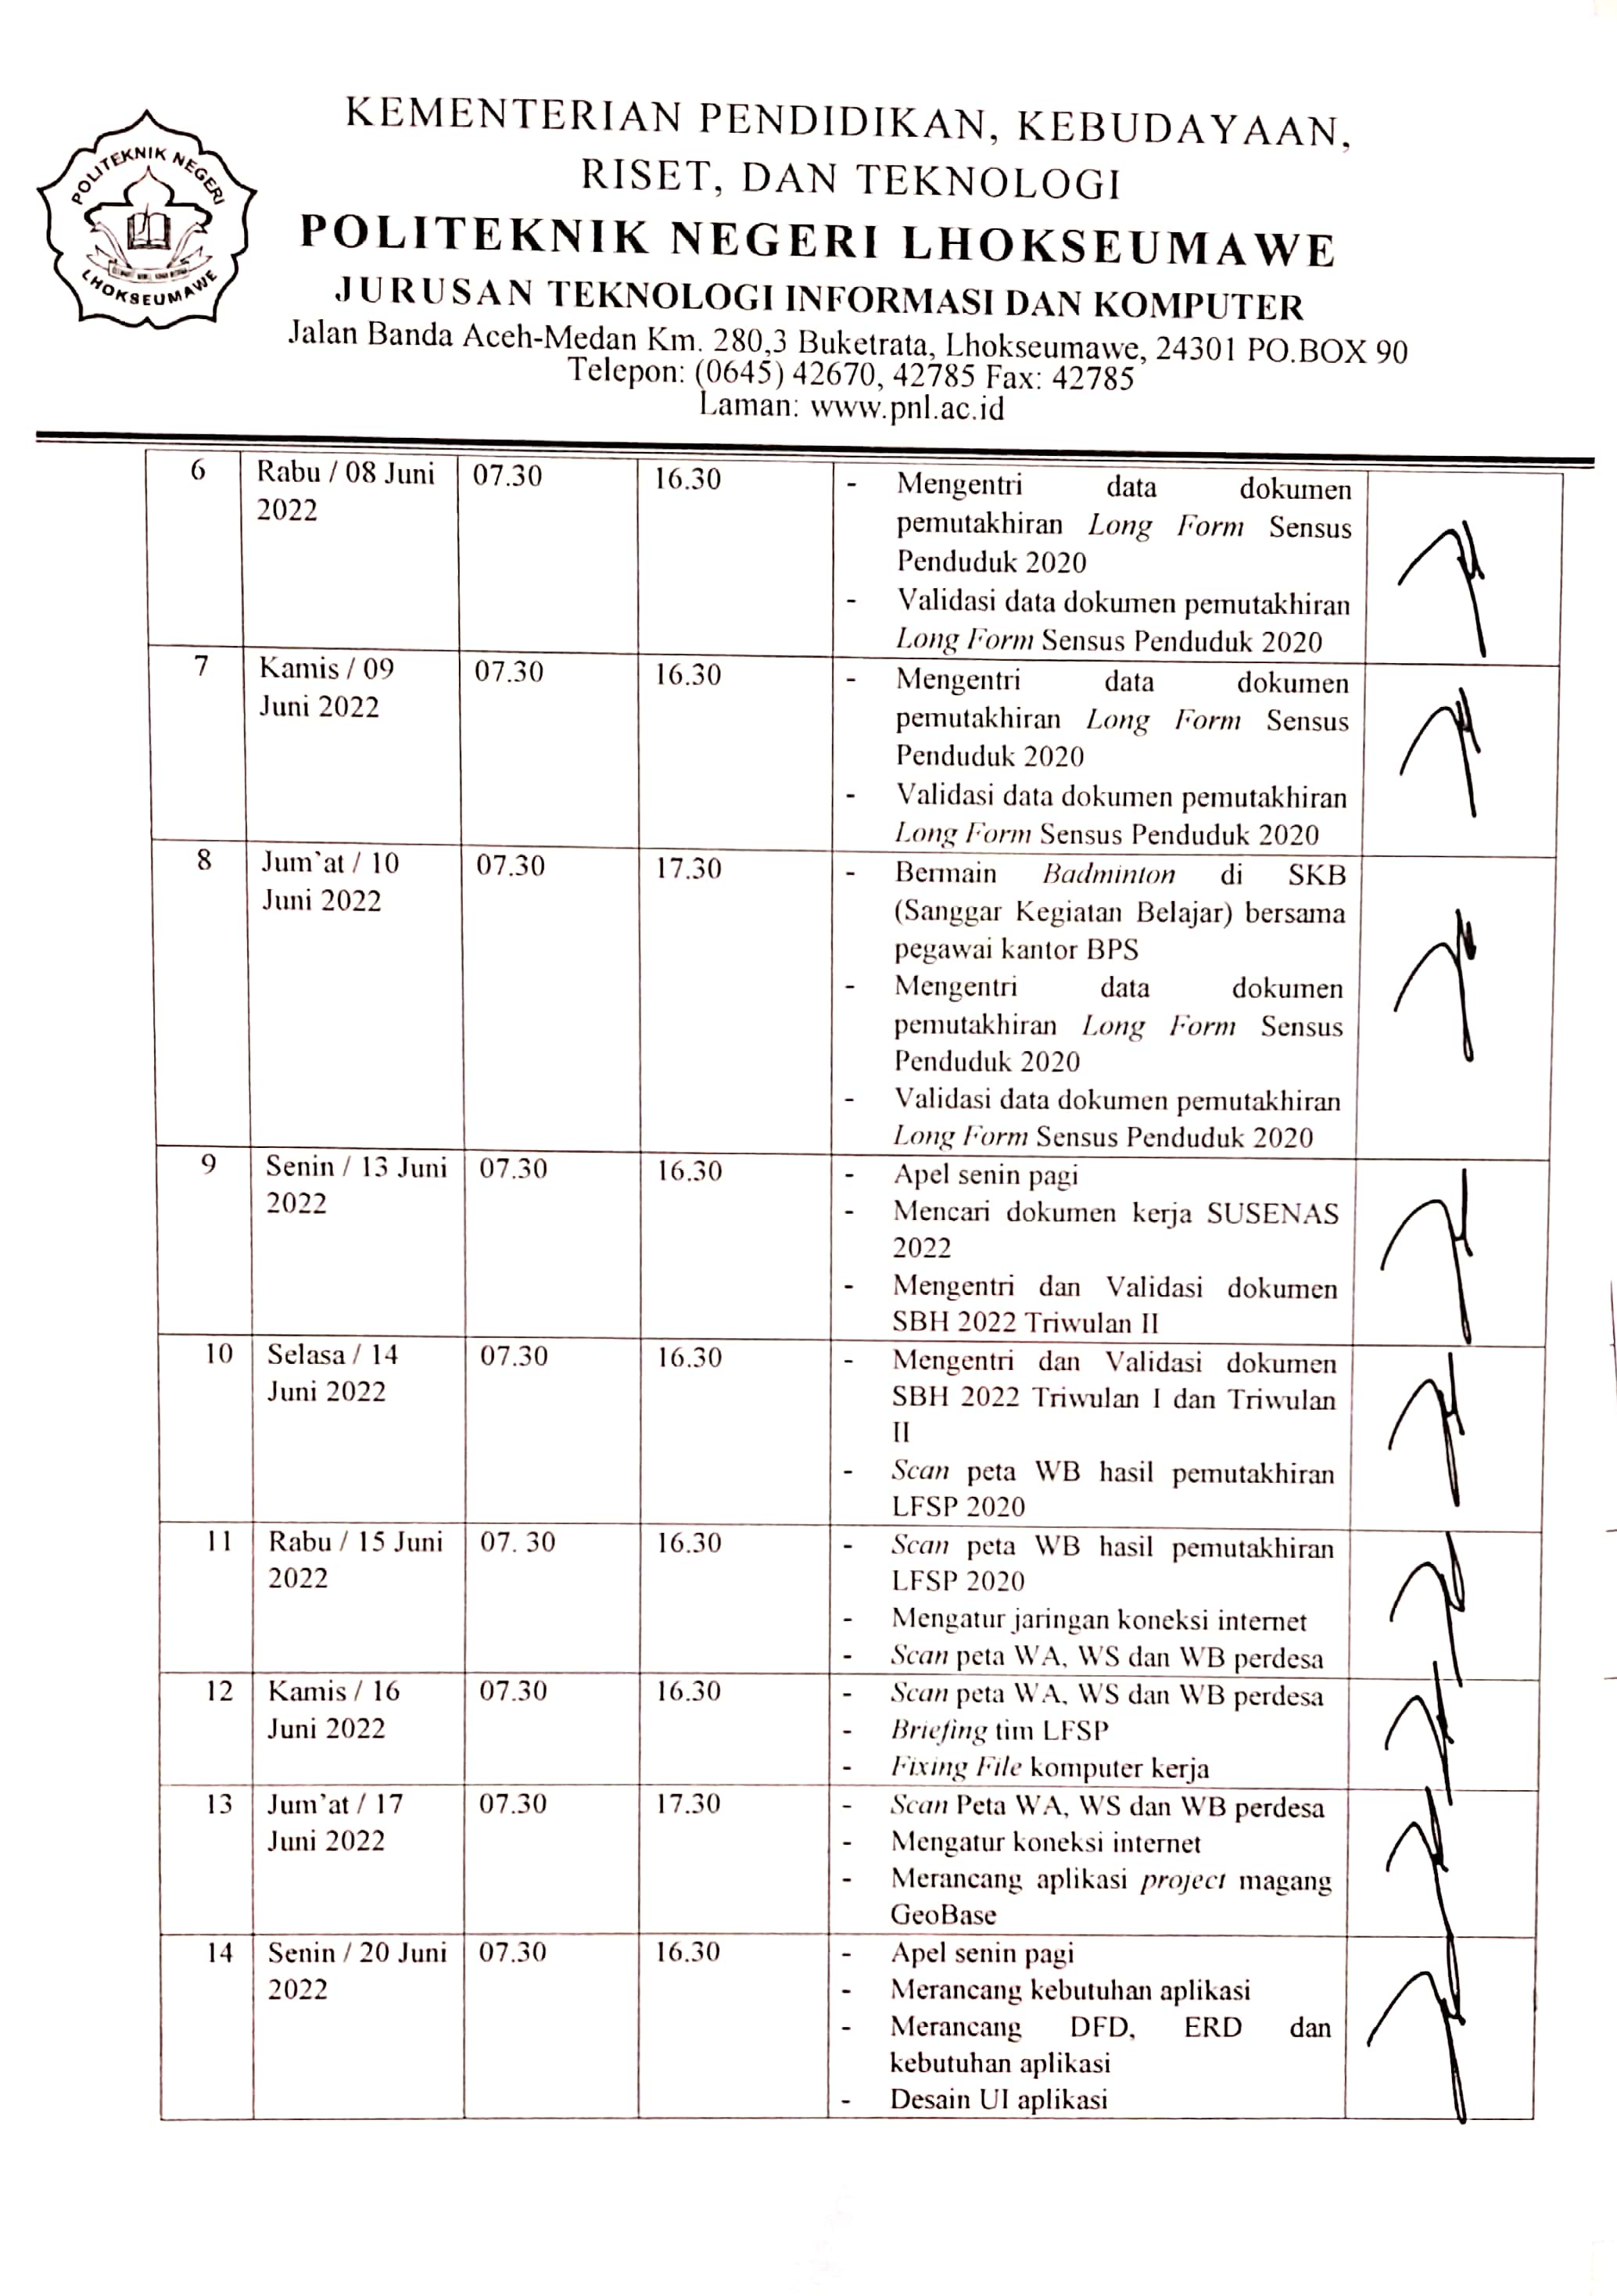 POLITEKNIK NEGERI
LHOKSEUMAWE
KEMENTERIAN PENDIDIKAN, KEBUDAYAAN,
RISET, DAN TEKNOLOGI
POLITEKNIK NEGERI LHOKSEUMAWE
JURUSAN TEKNOLOGI INFORMASI DAN KOMPUTER
Jalan Banda Aceh-Medan Km. 280,3 Buketrata, Lhokseumawe, 24301 PO.BOX 90
Telepon: (0645) 42670, 42785 Fax: 42785
Laman: www.pnl.ac.id
6 Rabu / 08 Juni 07.30 16.30 - Mengentri data dokumen
2022 pemutakhiran Long Form Sensus
Penduduk 2020
- Validasi data dokumen pemutakhiran
Long Form Sensus Penduduk 2020
7 Kamis / 09 07.30 16.30 - Mengentri data dokumen
Juni 2022 pemutakhiran Long Form Sensus
Penduduk 2020
- Validasi data dokumen pemutakhiran
Long Form Sensus Penduduk 2020
8 Jum`at / 10 07.30 17.30 - Bermain Badminton di SKB
Juni 2022 (Sanggar Kegiatan Belajar) bersama
pegawai kantor BPS
- Mengentri data dokumen
pemutakhiran Long Form Sensus
Penduduk 2020
- Validasi data dokumen pemutakhiran
Long Form Sensus Penduduk 2020
9 Senin / 13 Juni 07.30 16.30 - Apel senin pagi
2022 - Mencari dokumen kerja SUSENAS
2022
- Mengentri dan Validasi dokumen
SBH 2022 Triwulan II
10 Selasa / 14 07.30 16.30 - Mengentri dan Validasi dokumen
Juni 2022 SBH 2022 Triwulan I dan Triwulan
II
- Scan peta WB hasil pemutakhiran
LFSP 2020
11 Rabu / 15 Juni 07. 30 16.30 - Scan peta WB hasil pemutakhiran
2022 LFSP 2020
- Mengatur jaringan koneksi internet
- Scan peta WA, WS dan WB perdesa
12 Kamis / 16 07.30 16.30 - Scan peta WA, WS dan WB perdesa
Juni 2022 - Briefing tim LFSP
- Fixing File komputer kerja
13 Jum'at / 17 07.30 17.30 - Scan Peta WA, WS dan WB perdesa
Juni 2022 - Mengatur koneksi internet
- Merancang aplikasi project magang
GeoBase
14 Senin / 20 Juni 07.30 16.30 - Apel senin pagi
2022 - Merancang kebutuhan aplikasi
- Merancang DFD, ERD dan
kebutuhan aplikasi
- Desain UI aplikasi